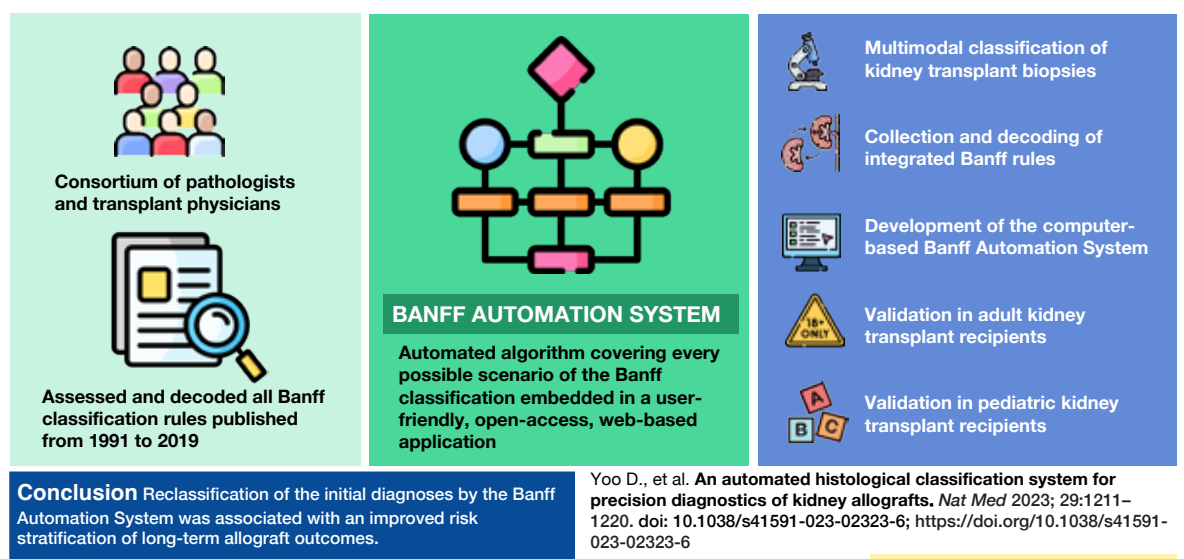 Consortium of pathologists
and transplant physicians
Assessed and decoded all Banff
classification rules published
from 1991 to 2019
BANFF AUTOMATION SYSTEM
Automated algorithm covering every
possible scenario of the Banff
classification embedded in a user-
friendly, open-access, web-based
application
Multimodal classification of
kidney transplant biopsies
Collection and decoding of
integrated Banff rules
Development of the computer-
based Banff Automation System
18+
ONLY
Validation in adult kidney
transplant recipients
A
B C
Validation in pediatric kidney
transplant recipients
Conclusion Reclassification of the initial diagnoses by the Banff
Automation System was associated with an improved risk
stratification of long-term allograft outcomes.
Yoo D., et al. An automated histological classification system for
precision diagnostics of kidney allografts. Nat Med 2023; 29:1211–
1220. doi: 10.1038/s41591-023-02323-6; https://doi.org/10.1038/s41591-
023-02323-6